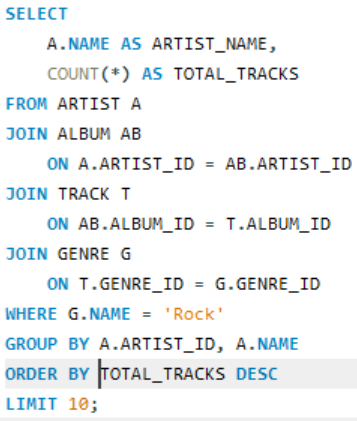 SELECT
    A.NAME AS ARTIST_NAME,
    COUNT(*) AS TOTAL_TRACKS
FROM ARTIST A
JOIN ALBUM AB
    ON A.ARTIST_ID = AB.ARTIST_ID
JOIN TRACK T
    ON AB.ALBUM_ID = T.ALBUM_ID
JOIN GENRE G
    ON T.GENRE_ID = G.GENRE_ID
WHERE G.NAME = 'Rock'
GROUP BY A.ARTIST_ID, A.NAME
ORDER BY TOTAL_TRACKS DESC
LIMIT 10;